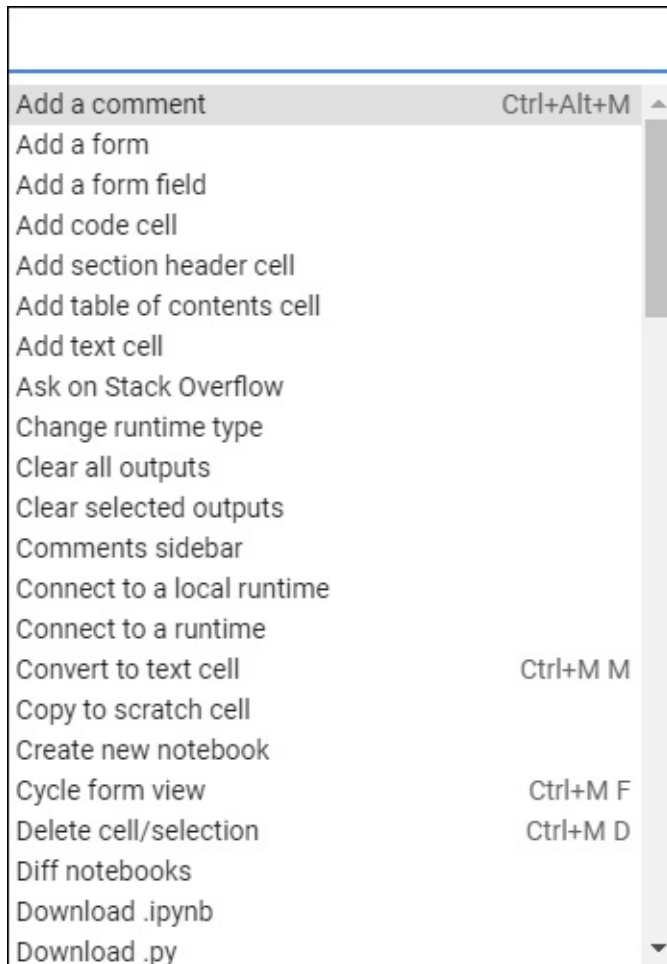 Add a comment Ctrl+Alt+M
Add a form
Add a form field
Add code cell
Add section header cell
Add table of contents cell
Add text cell
Ask on Stack Overflow
Change runtime type
Clear all outputs
Clear selected outputs
Comments sidebar
Connect to a local runtime
Connect to a runtime
Convert to text cell Ctrl+M M
Copy to scratch cell
Create new notebook
Cycle form view Ctrl+M F
Delete cell/selection Ctrl+M D
Diff notebooks
Download .ipynb
Download .py